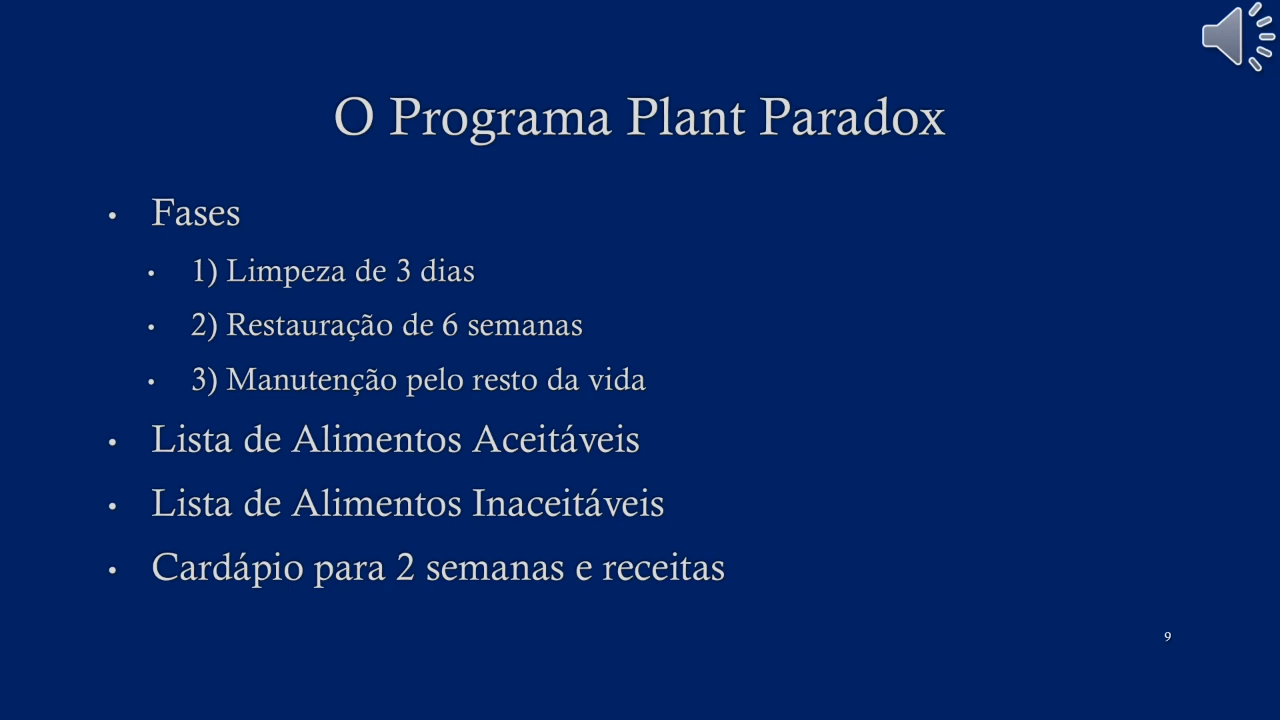 O Programa Plant Paradox
• Fases
• 1) Limpeza de 3 dias
• 2) Restauração de 6 semanas
• 3) Manutenção pelo resto da vida
• Lista de Alimentos Aceitáveis
• Lista de Alimentos Inaceitáveis
• Cardápio para 2 semanas e receitas
9